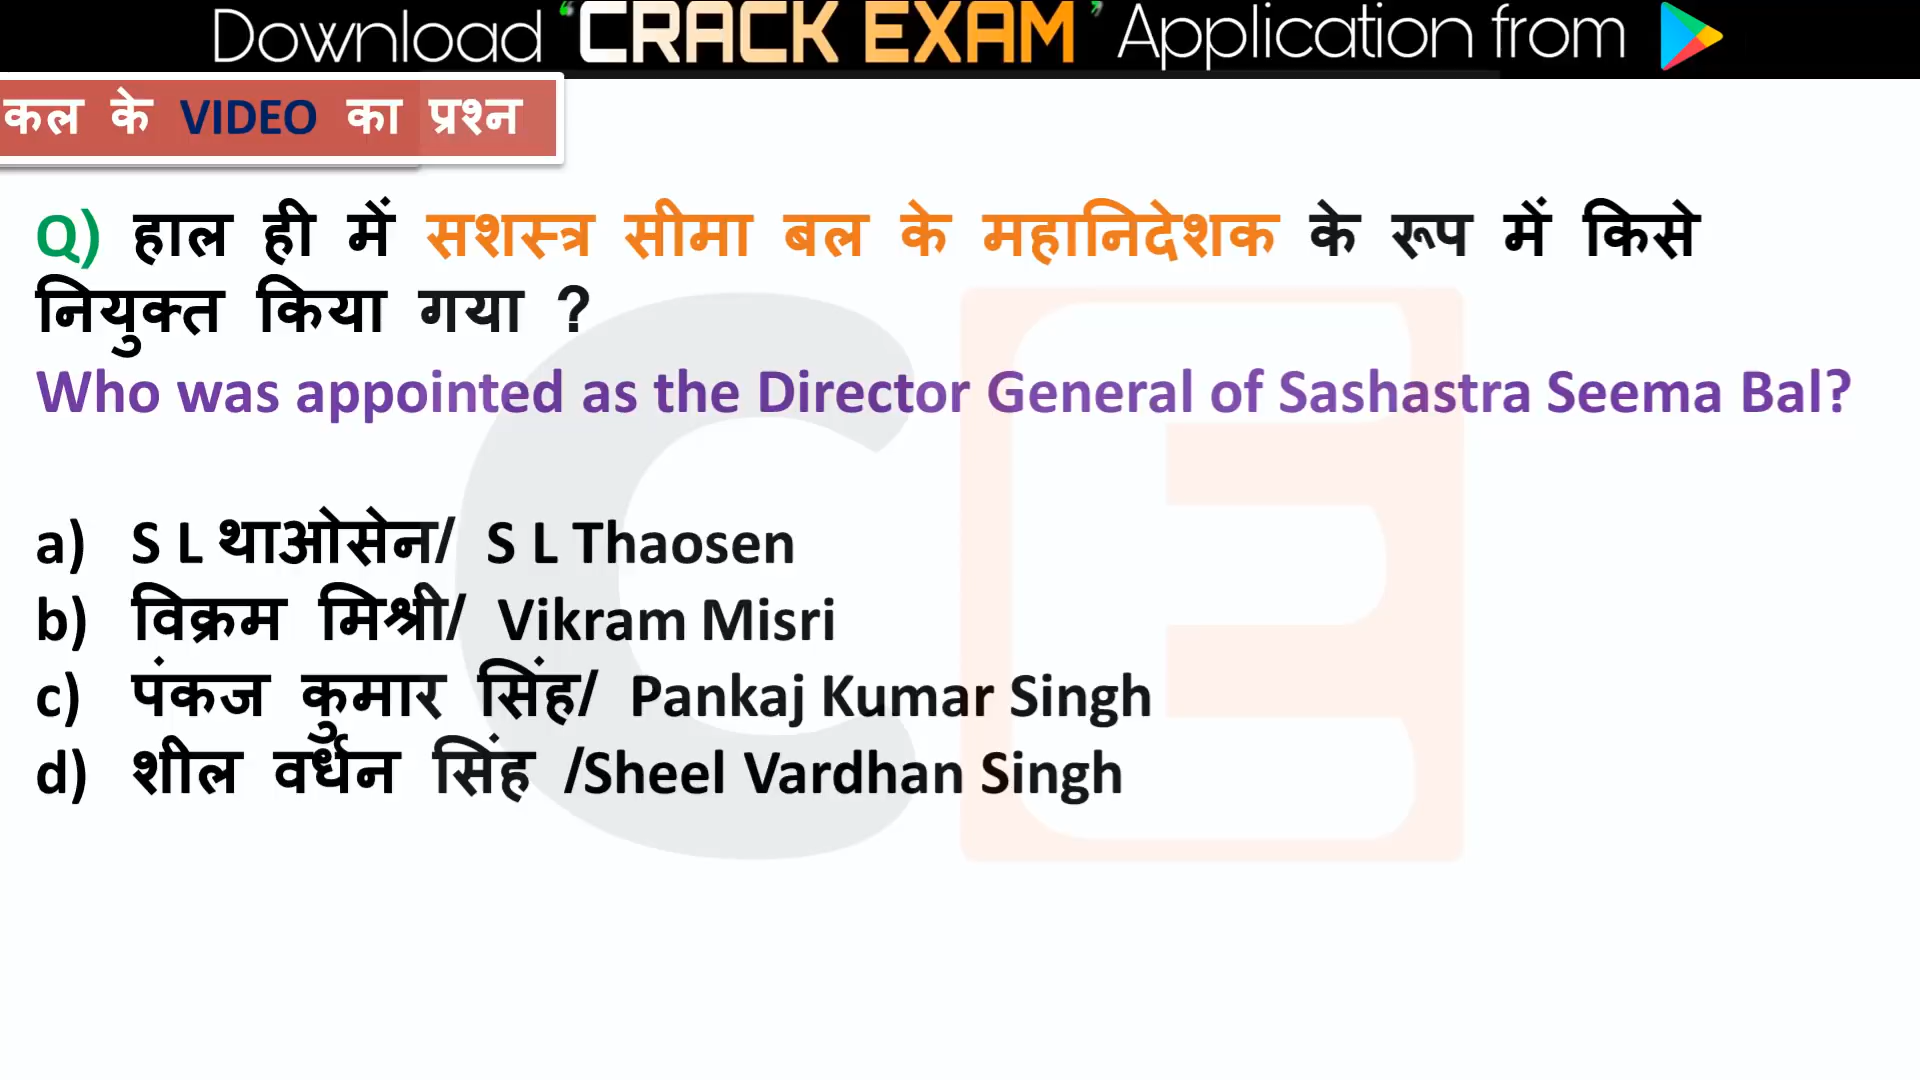 Download “CRACK EXAM” Application from
कल के VIDEO का प्रश्न
Q) हाल ही में सशस्त्र सीमा बल के महानिदेशक के रूप में किसे
नियुक्त किया गया ?
Who was appointed as the Director General of Sashastra Seema Bal?
a) S L थाओसेन/ S L Thaosen
b) विक्रम मिश्री/ Vikram Misri
c) पंकज कुमार सिंह/ Pankaj Kumar Singh
d) शील वर्धन सिंह /Sheel Vardhan Singh
CE